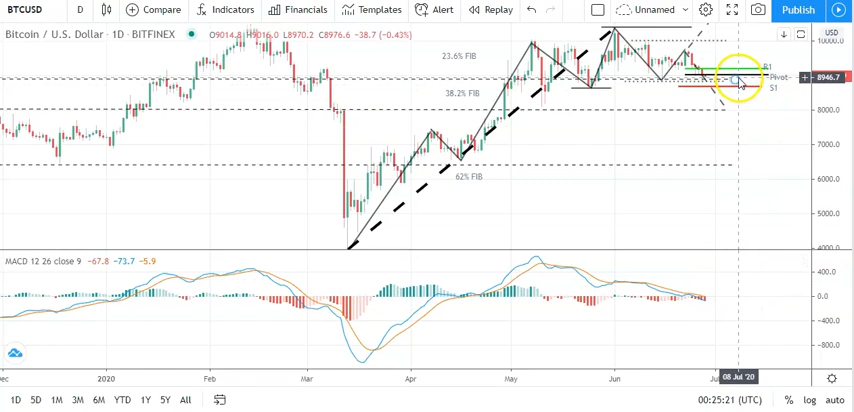 BTCUSD D Compare Indicators Financials Templates Alert Replay Unnamed Publish
Bitcoin / U.S. Dollar · 1D · BITFINEX O9014.8 H9016.0 L8970.2 C8976.6 −38.7 (−0.43%)
USD
10000.0
23.6% FIB
R1
Pivot
8946.7
S1
38.2% FIB
8000.0
7000.0
62% FIB
6000.0
5000.0
4000.0
MACD 12 26 close 9 −67.8 −73.7 −5.9
400.0
0.0
-400.0
-800.0
Dec 2020 Feb Mar Apr May Jun Jul 08 Jul '20
1D 5D 1M 3M 6M YTD 1Y 5Y All 00:25:21 (UTC) % log auto